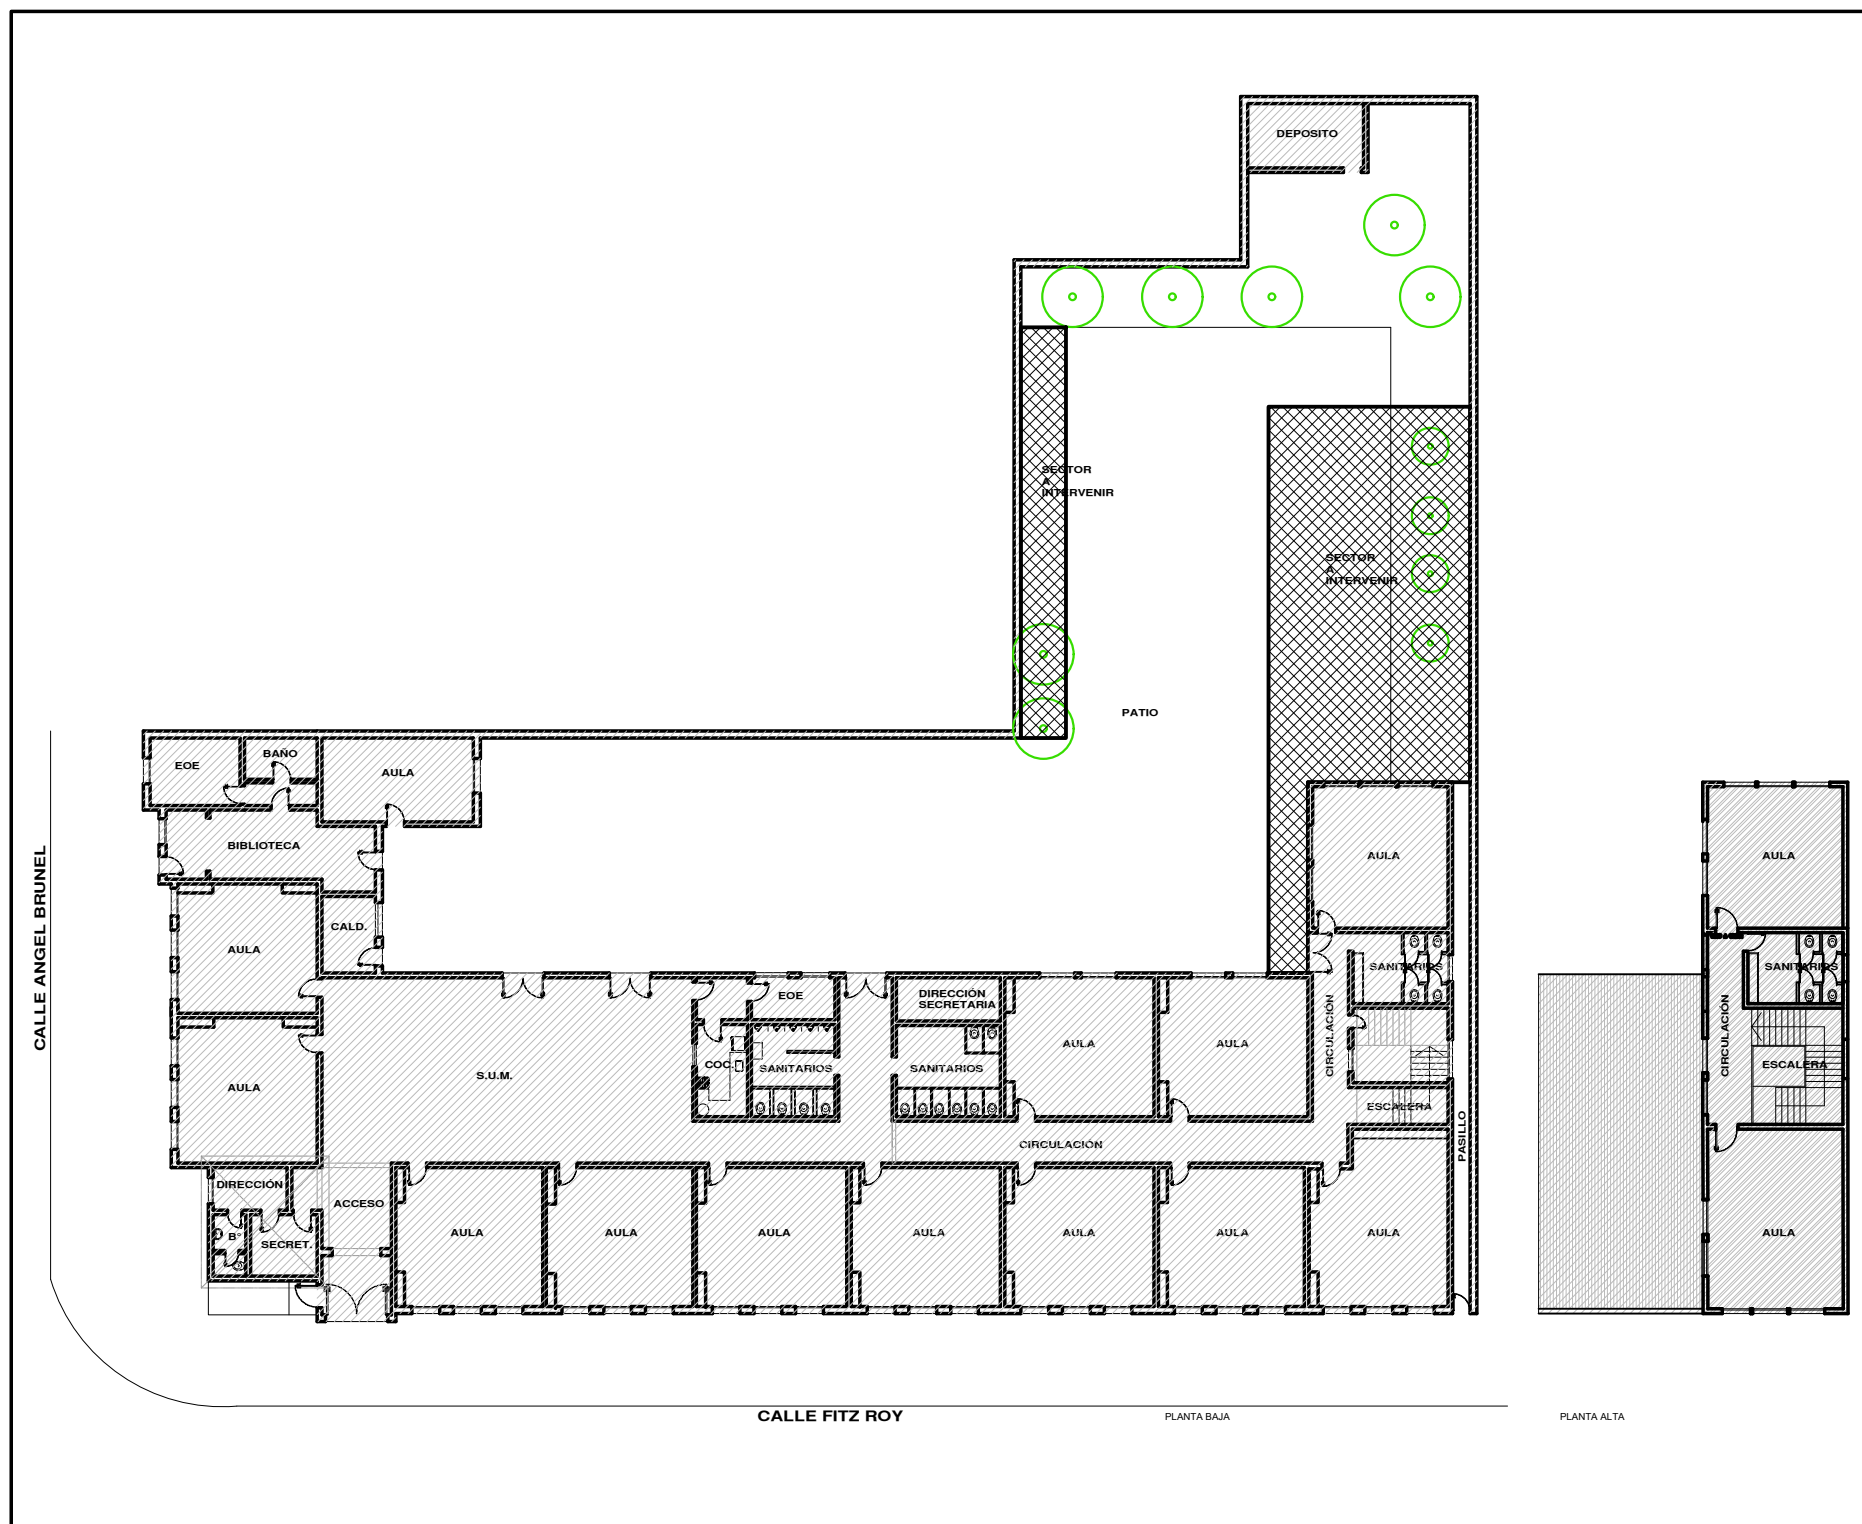 DEPOSITO
SECTOR
A
INTERVENIR
SECTOR
A
INTERVENIR
PATIO
EOE
BAÑO
AULA
BIBLIOTECA
AULA
CALD.
AULA
CALLE ANGEL BRUNEL
S.U.M.
EOE
COC.
SANITARIOS
DIRECCIÓN
SECRETARIA
SANITARIOS
AULA
AULA
AULA
SANITARIOS
CIRCULACIÓN
ESCALERA
PASILLO
CIRCULACIÓN
DIRECCIÓN
ACCESO
B°
SECRET.
AULA
AULA
AULA
AULA
AULA
AULA
AULA
AULA
SANITARIOS
CIRCULACIÓN
ESCALERA
AULA
CALLE FITZ ROY
PLANTA BAJA
PLANTA ALTA